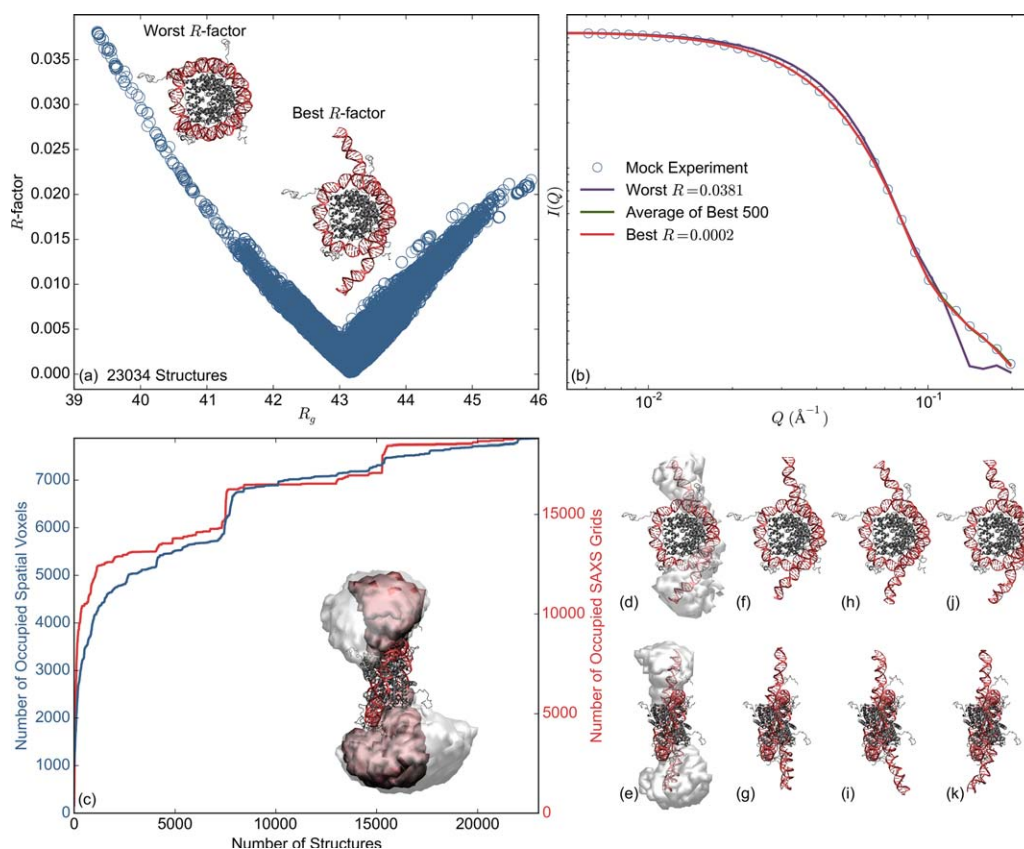 Worst R-factor
Best R-factor
R-factor
0.035
0.030
0.025
0.020
0.015
0.010
0.005
0.000
(a) 23034 Structures
39 40 41 42 43 44 45 46
R_g
I(Q)
Mock Experiment
Worst R=0.0381
Average of Best 500
Best R=0.0002
(b)
10⁻² 10⁻¹
Q (Å⁻¹)
Number of Occupied Spatial Voxels
7000
6000
5000
4000
3000
2000
1000
0
(c)
0 5000 10000 15000 20000
Number of Structures
15000
10000
5000
0
Number of Occupied SAXS Grids
(d) (f) (h) (j)
(e) (g) (i) (k)